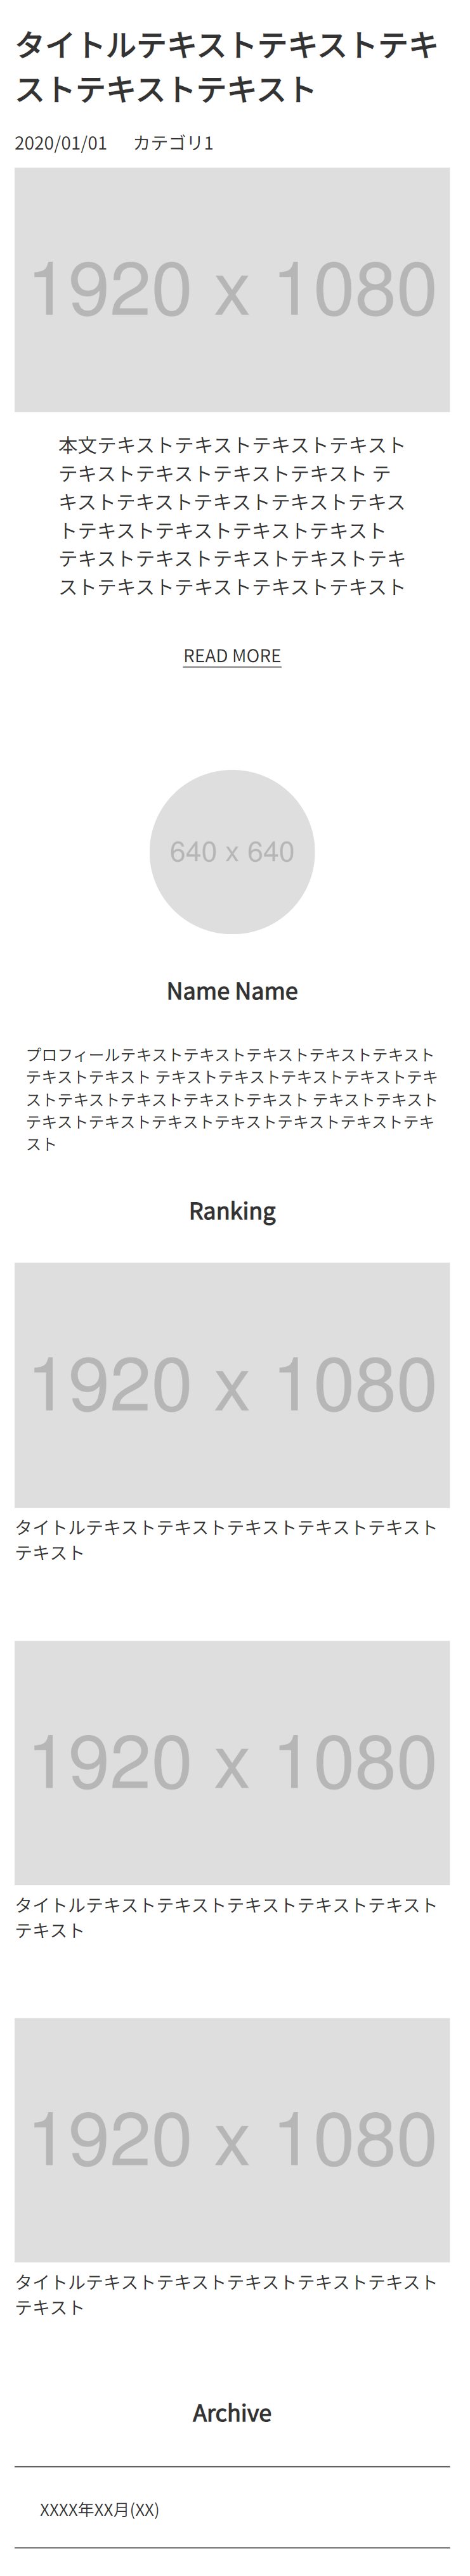 タイトルテキストテキストテキ
ストテキストテキスト
2020/01/01 カテゴリ1
1920 x 1080
本文テキストテキストテキストテキスト
テキストテキストテキストテキスト テ
キストテキストテキストテキストテキス
トテキストテキストテキストテキスト
テキストテキストテキストテキストテキ
ストテキストテキストテキストテキスト
READ MORE
640 x 640
Name Name
プロフィールテキストテキストテキストテキストテキスト
テキストテキスト テキストテキストテキストテキストテキ
ストテキストテキストテキストテキスト テキストテキスト
テキストテキストテキストテキストテキストテキストテキ
スト
Ranking
1920 x 1080
タイトルテキストテキストテキストテキストテキスト
テキスト
1920 x 1080
タイトルテキストテキストテキストテキストテキスト
テキスト
1920 x 1080
タイトルテキストテキストテキストテキストテキスト
テキスト
Archive
XXXX年XX月(XX)